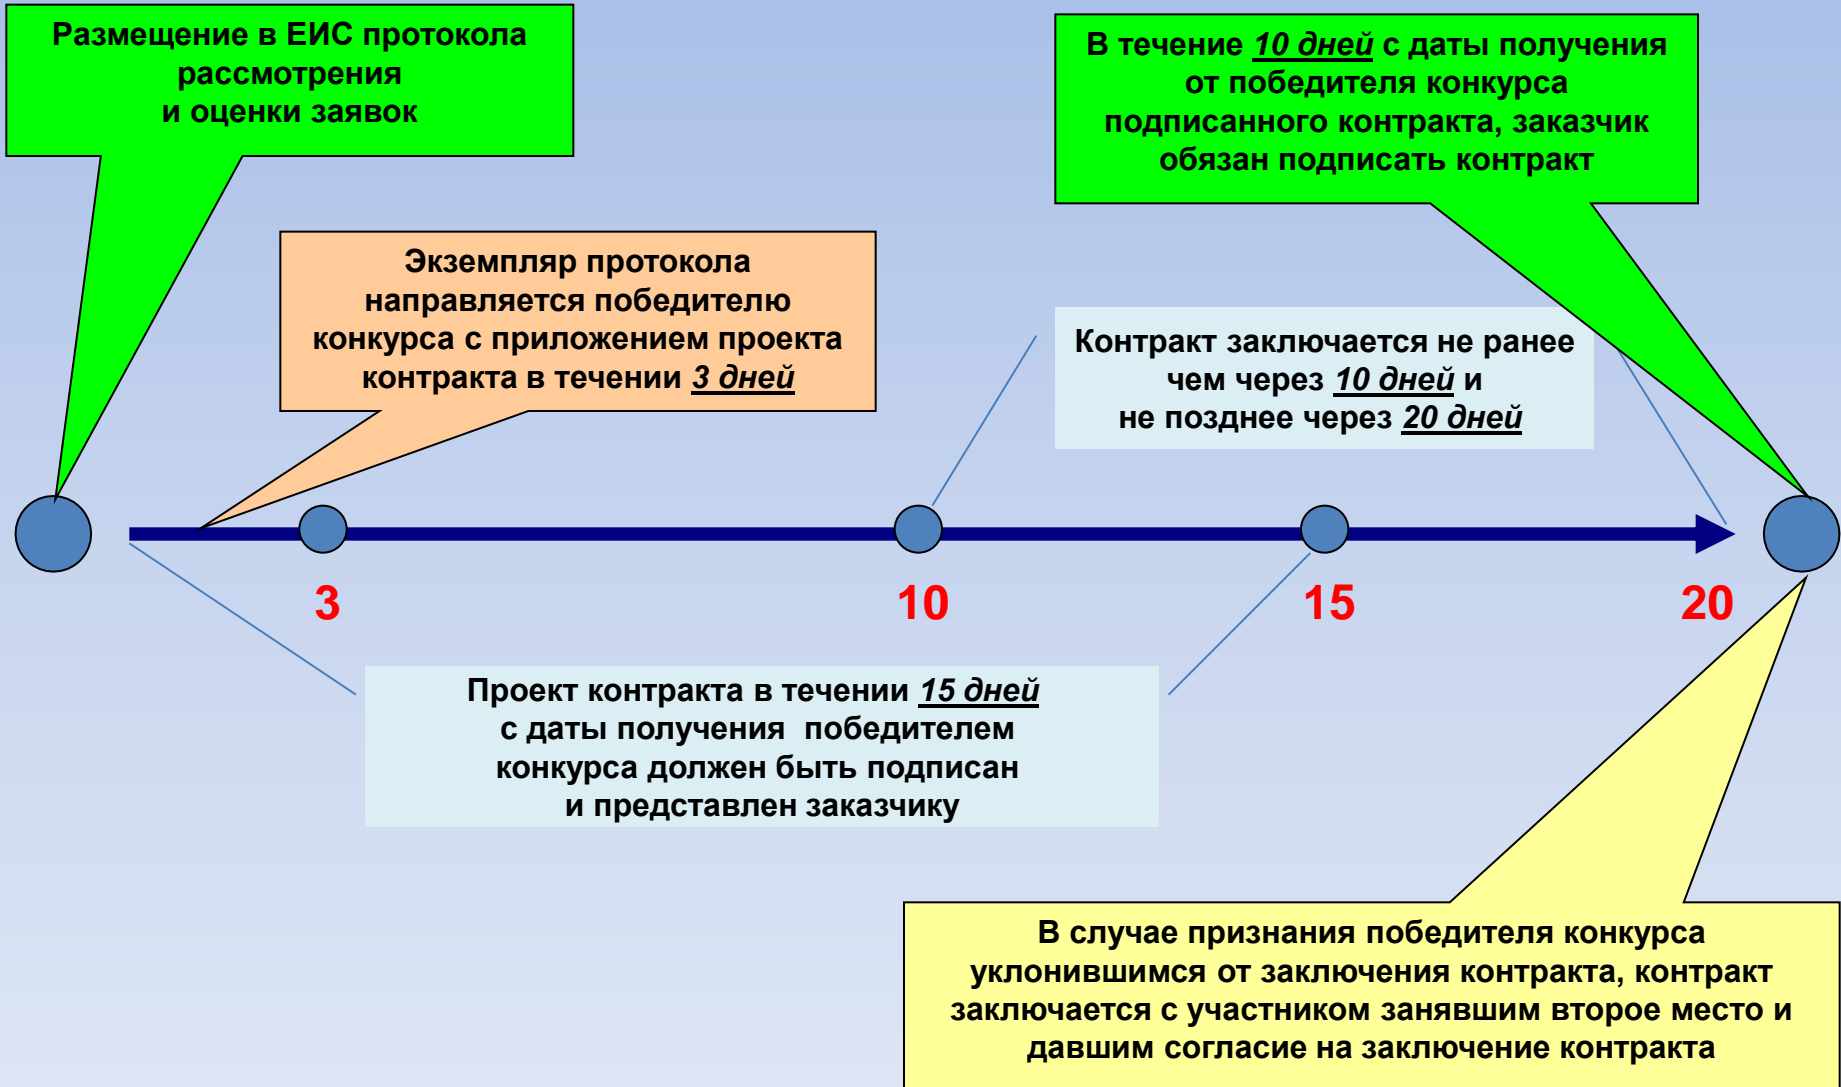 Размещение в ЕИС протокола
рассмотрения
и оценки заявок
В течение 10 дней с даты получения
от победителя конкурса
подписанного контракта, заказчик
обязан подписать контракт
Экземпляр протокола
направляется победителю
конкурса с приложением проекта
контракта в течении 3 дней
Контракт заключается не ранее
чем через 10 дней и
не позднее через 20 дней
3
10
15
20
Проект контракта в течении 15 дней
с даты получения победителем
конкурса должен быть подписан
и представлен заказчику
В случае признания победителя конкурса
уклонившимся от заключения контракта, контракт
заключается с участником занявшим второе место и
давшим согласие на заключение контракта